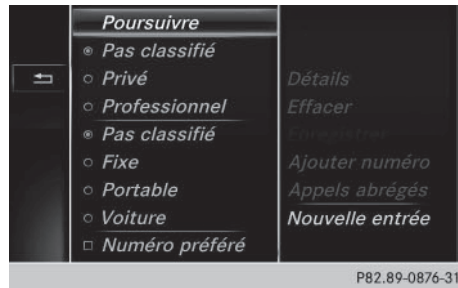 Poursuivre
Pas classifié
Privé
Professionnel
Pas classifié
Fixe
Portable
Voiture
Numéro préféré
Détails
Effacer
Enregistrer
Ajouter numéro
Appels abrégés
Nouvelle entrée
P82.89-0876-31